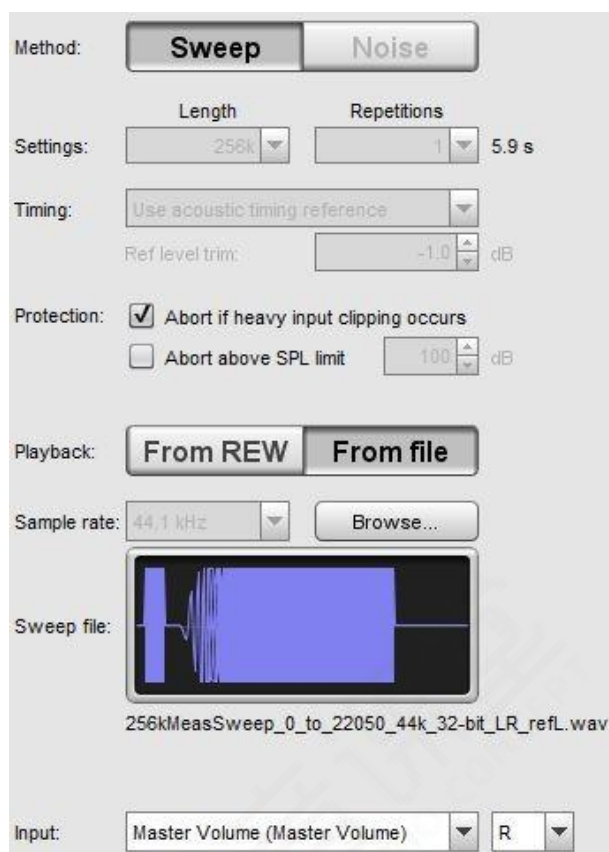 Method: Sweep Noise
Length Repetitions
Settings: 256k 1 5.9 s
Timing: Use acoustic timing reference
Ref level trim: -1.0 dB
Protection: Abort if heavy input clipping occurs
Abort above SPL limit 100 dB
Playback: From REW From file
Sample rate: 44.1 kHz Browse...
Sweep file:
256kMeasSweep_0_to_22050_44k_32-bit_LR_refL.wav
Input: Master Volume (Master Volume) R